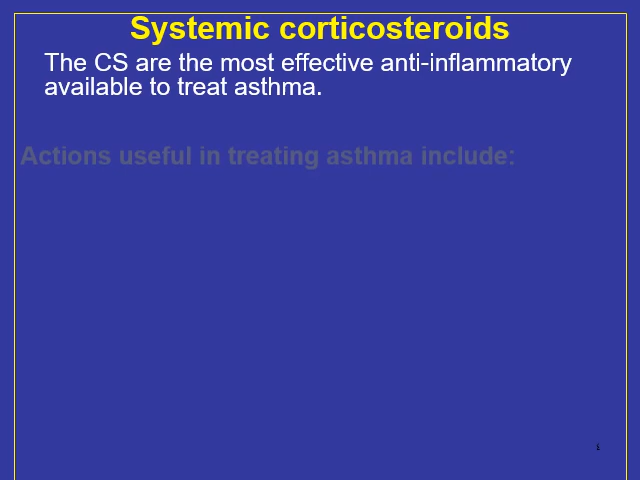 Systemic corticosteroids
The CS are the most effective anti-inflammatory
available to treat asthma.
Actions useful in treating asthma include:
i